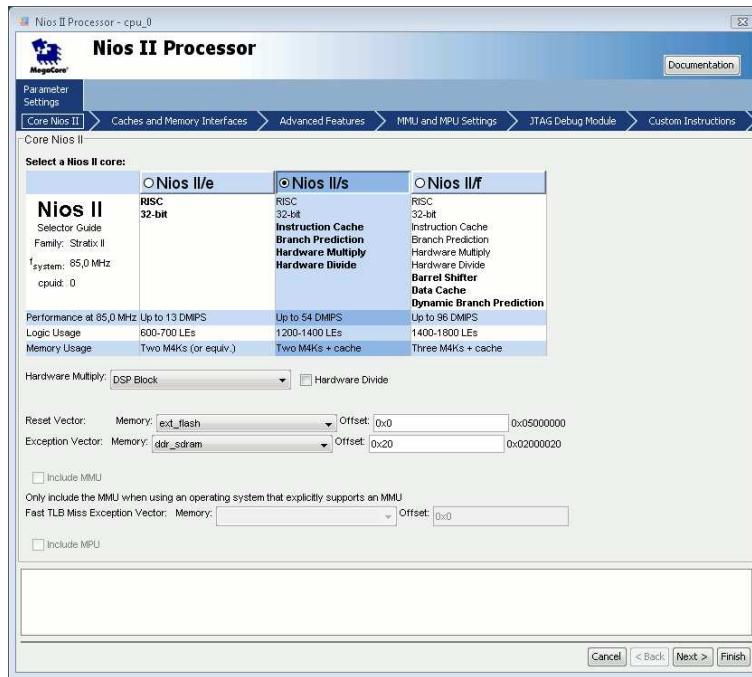 Nios II Processor - cpu_0
MegaCore®
Nios II Processor
Documentation
Parameter
Settings
Core Nios II
Caches and Memory Interfaces
Advanced Features
MMU and MPU Settings
JTAG Debug Module
Custom Instructions
Core Nios II
Select a Nios II core:
Nios II/e
Nios II/s
Nios II/f
Nios II
Selector Guide
Family: Stratix II
f system: 85,0 MHz
cpuid: 0
RISC
32-bit
RISC
32-bit
Instruction Cache
Branch Prediction
Hardware Multiply
Hardware Divide
RISC
32-bit
Instruction Cache
Branch Prediction
Hardware Multiply
Hardware Divide
Barrel Shifter
Data Cache
Dynamic Branch Prediction
Performance at 85,0 MHz Up to 13 DMIPS Up to 54 DMIPS Up to 96 DMIPS
Logic Usage 600-700 LEs 1200-1400 LEs 1400-1800 LEs
Memory Usage Two M4Ks (or equiv.) Two M4Ks + cache Three M4Ks + cache
Hardware Multiply: DSP Block Hardware Divide
Reset Vector: Memory: ext_flash Offset: 0x0 0x05000000
Exception Vector: Memory: ddr_sdram Offset: 0x20 0x02000020
Include MMU
Only include the MMU when using an operating system that explicitly supports an MMU
Fast TLB Miss Exception Vector: Memory: Offset: 0x0
Include MPU
Cancel < Back Next > Finish